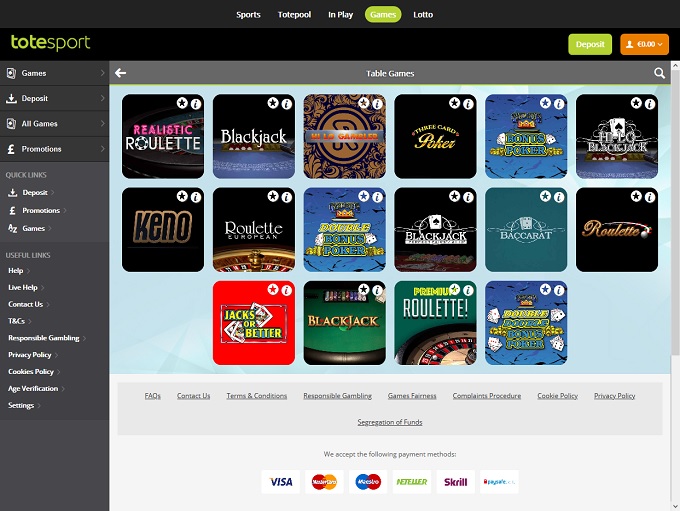 Sports Totepool In Play Games Lotto
totesport Deposit €0.00
Games
Deposit
All Games
£ Promotions
QUICK LINKS
Deposit
£ Promotions
AZ Games
USEFUL LINKS
Help
Live Help
Contact Us
T&Cs
Responsible Gambling
Privacy Policy
Cookies Policy
Age Verification
Settings
Table Games
REALISTIC
ROULETTE
Blackjack
HI LO GAMBLER
THREE CARD
Poker
BONUS
POKER
HI LO
BLACKJACK
KENO
Roulette
EUROPEAN
DOUBLE
BONUS
POKER
BLACKJACK
BACCARAT
Roulette
JACKS
OR
BETTER
BLACKJACK
PREMIUM
ROULETTE!
DOUBLE
DOUBLE
BONUS
POKER
FAQs Contact Us Terms & Conditions Responsible Gambling Games Fairness Complaints Procedure Cookie Policy Privacy Policy
Segregation of Funds
We accept the following payment methods:
VISA MasterCard Maestro NETELLER Skrill paysafe